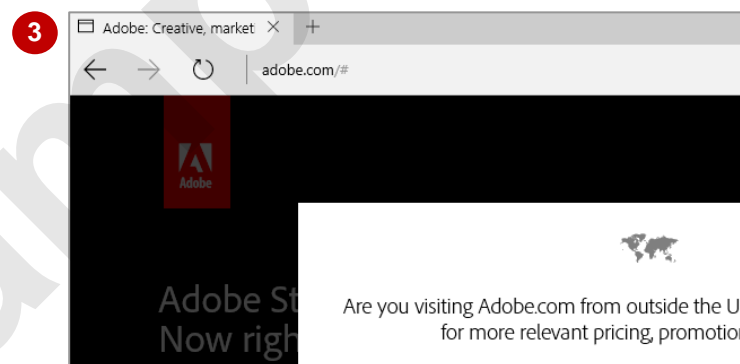 3
Adobe: Creative, market
adobe.com/#
Adobe
Adobe St
Now righ
Are you visiting Adobe.com from outside the U
for more relevant pricing, promotion